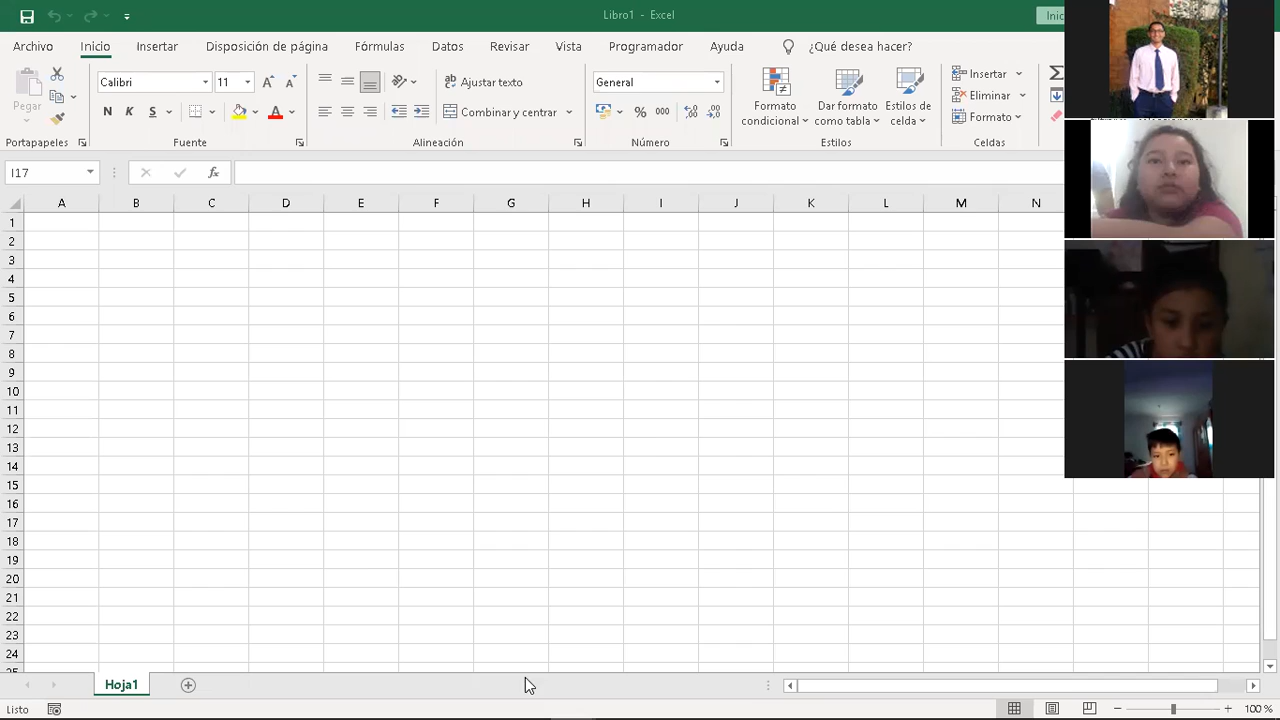 Libro1 - Excel
Inic
Archivo Inicio Insertar Disposición de página Fórmulas Datos Revisar Vista Programador Ayuda ¿Qué desea hacer?
Pegar
Calibri 11
N K S
Ajustar texto
Combinar y centrar
General
% 000
Formato condicional
Dar formato como tabla
Estilos de celda
Insertar
Eliminar
Formato
Portapapeles Fuente Alineación Número Estilos Celdas
I17 fx
A B C D E F G H I J K L M N
1
2
3
4
5
6
7
8
9
10
11
12
13
14
15
16
17
18
19
20
21
22
23
24
25
Hoja1
Listo 100 %